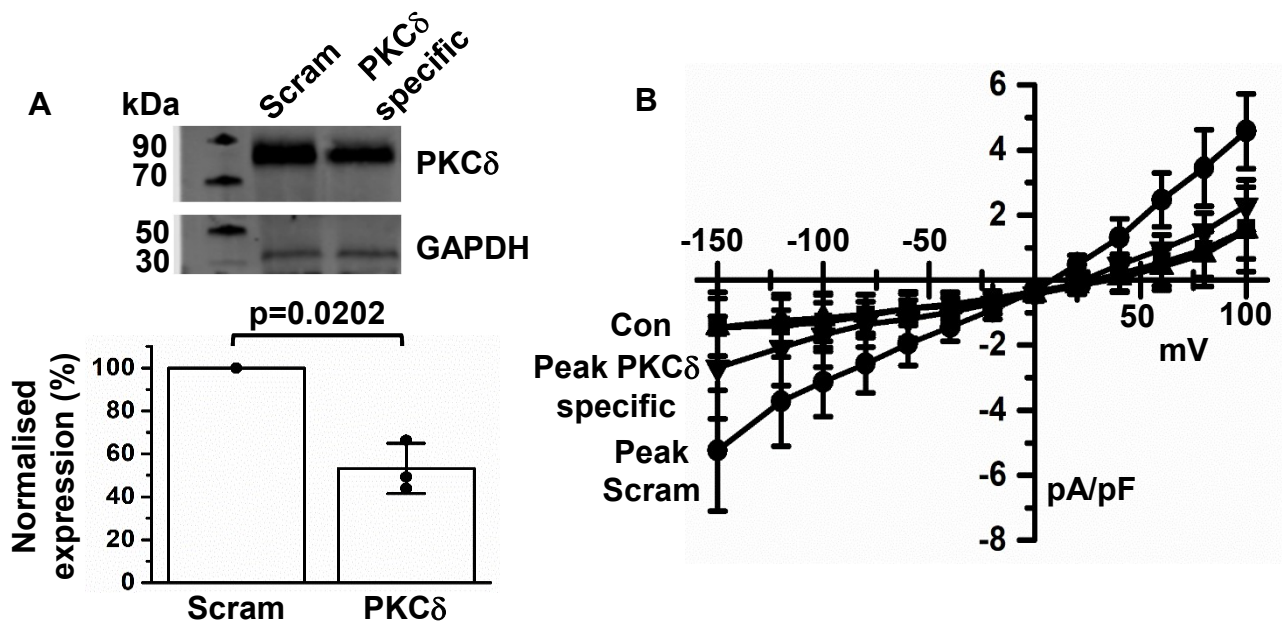 A
kDa
Scram
PKCδ
specific
90
70
PKCδ
50
30
GAPDH
p=0.0202
Normalised
expression (%)
100
80
60
40
20
0
Scram
PKCδ
B
6
4
2
-2
-4
-6
-8
-150
-100
-50
50
100
mV
pA/pF
Con
Peak PKCδ
specific
Peak
Scram